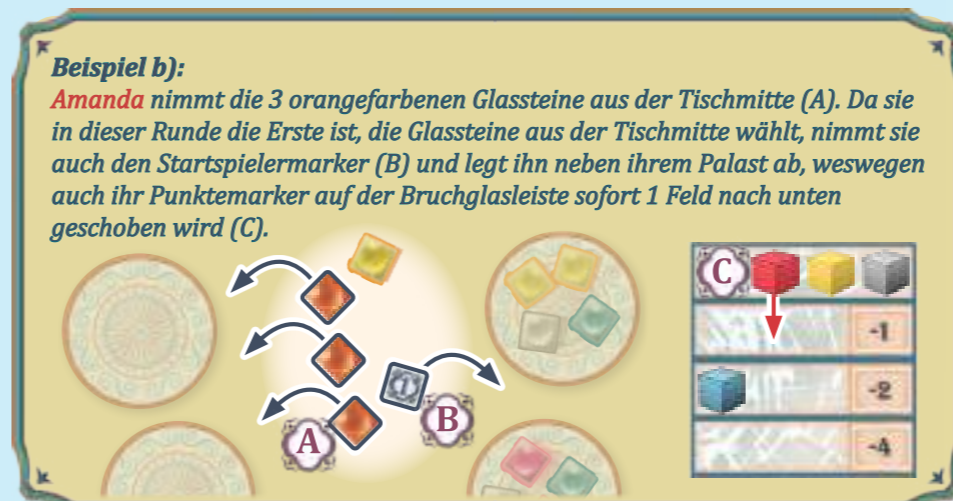 Beispiel b):
Amanda nimmt die 3 orangefarbenen Glassteine aus der Tischmitte (A). Da sie
in dieser Runde die Erste ist, die Glassteine aus der Tischmitte wählt, nimmt sie
auch den Startspielermarker (B) und legt ihn neben ihrem Palast ab, weswegen
auch ihr Punktemarker auf der Bruchglasleiste sofort 1 Feld nach unten
geschoben wird (C).
C
-1
1
-2
B
A
-4